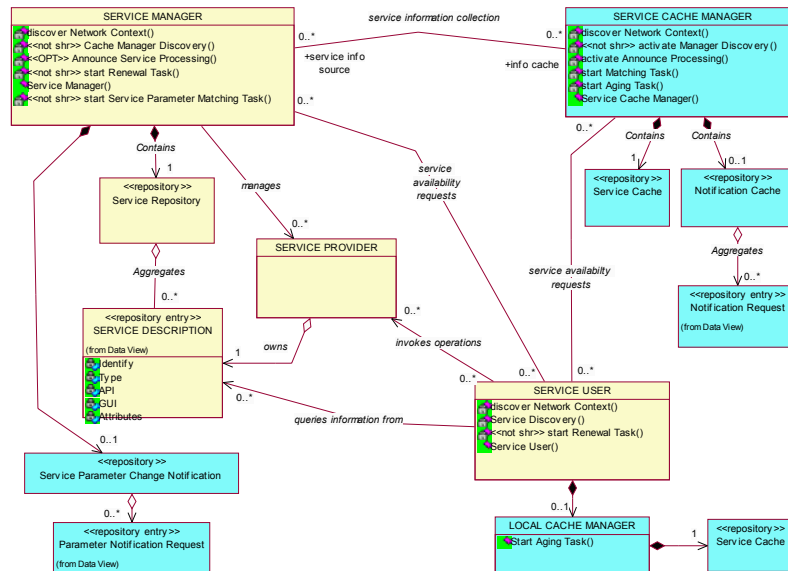 SERVICE MANAGER
discover Network Context()
<<not shr>> Cache Manager Discovery()
<<OPT>> Announce Service Processing()
<<not shr>> start Renewal Task()
Service Manager()
<<not shr>> start Service Parameter Matching Task()
service information collection
0..*
0..*
+service info
source
+info cache
SERVICE CACHE MANAGER
discover Network Context()
<<not shr>> activate Manager Discovery()
activate Announce Processing()
start Matching Task()
start Aging Task()
Service Cache Manager()
0..*
0..*
Contains
1
manages
0..*
service
availability
requests
Contains
1
Contains
0..1
<<repository>>
Service Repository
<<repository>>
Service Cache
<<repository>>
Notification Cache
Aggregates
0..*
SERVICE PROVIDER
service availabilty
requests
Aggregates
0..*
<<repository entry>>
Notification Request
(from Data View)
<<repository entry>>
SERVICE DESCRIPTION
(from Data View)
Identify
Type
API
GUI
Attributes
1
owns
0..*
invokes operations
0..*
0..*
0..*
0..*
queries information from
SERVICE USER
discover Network Context()
Service Discovery()
<<not shr>> start Renewal Task()
Service User()
0..1
<<repository>>
Service Parameter Change Notification
0..*
<<repository entry>>
Parameter Notification Request
(from Data View)
0..1
LOCAL CACHE MANAGER
Start Aging Task()
1
<<repository>>
Service Cache